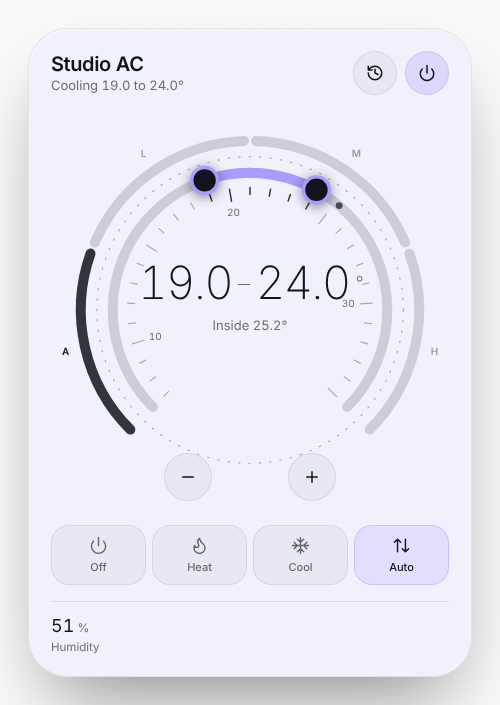 Studio AC
Cooling 19.0 to 24.0°
L
M
20
19.0–24.0°
30
Inside 25.2°
10
A
H
Off
Heat
Cool
Auto
51 %
Humidity